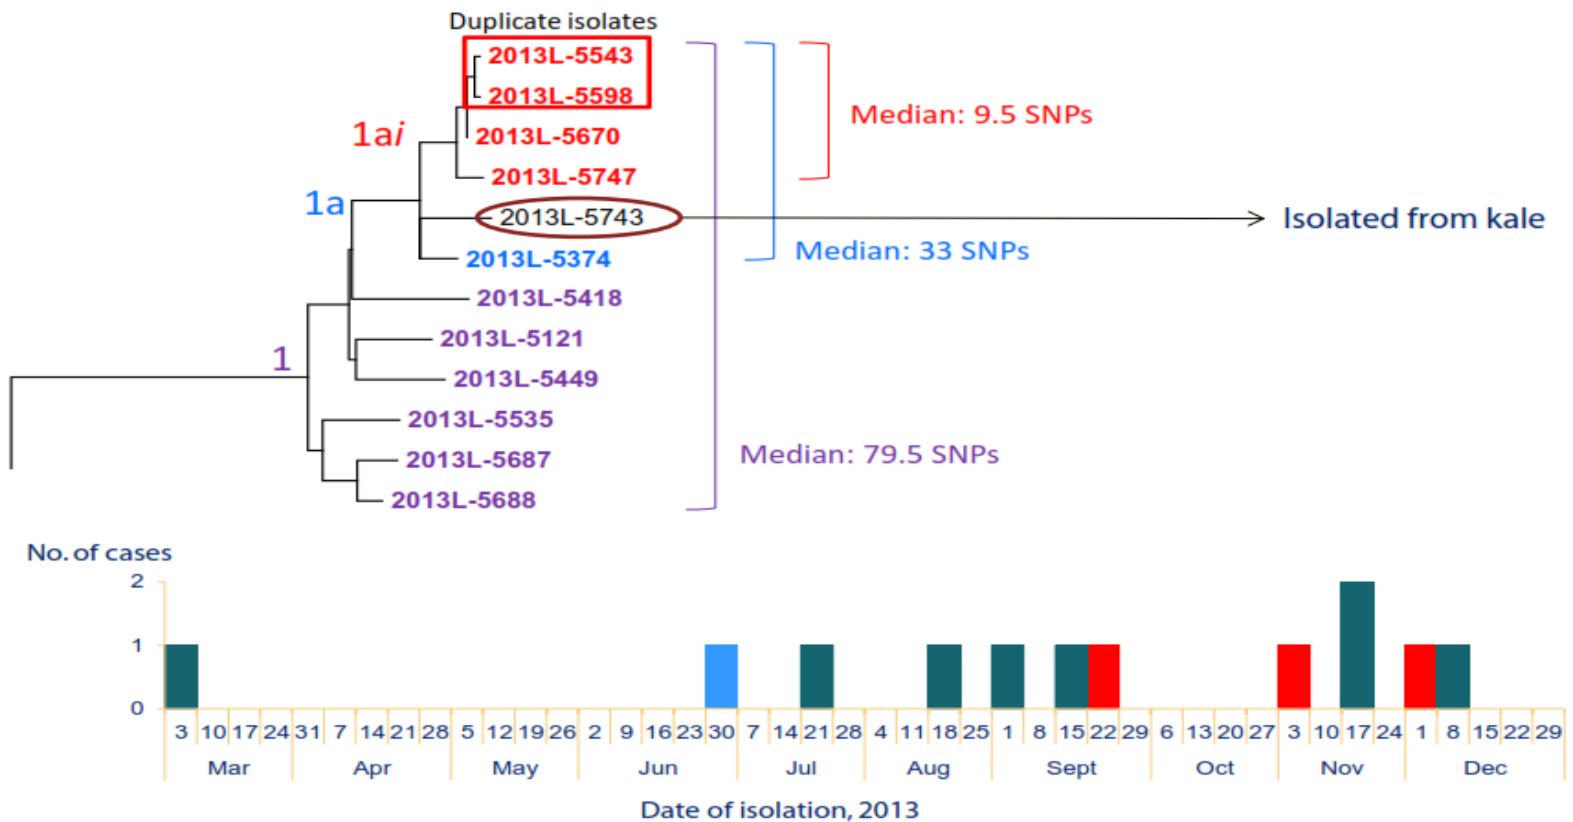 Duplicate isolates
2013L-5543
2013L-5598
Median: 9.5 SNPs
1ai
2013L-5670
2013L-5747
1a
2013L-5743
Isolated from kale
Median: 33 SNPs
2013L-5374
2013L-5418
2013L-5121
1
2013L-5449
2013L-5535
Median: 79.5 SNPs
2013L-5687
2013L-5688
No. of cases
2
1
0
3 10 17 24 31 7 14 21 28 5 12 19 26 2 9 16 23 30 7 14 21 28 4 11 18 25 1 8 15 22 29 6 13 20 27 3 10 17 24 1 8 15 22 29
Mar Apr May Jun Jul Aug Sept Oct Nov Dec
Date of isolation, 2013